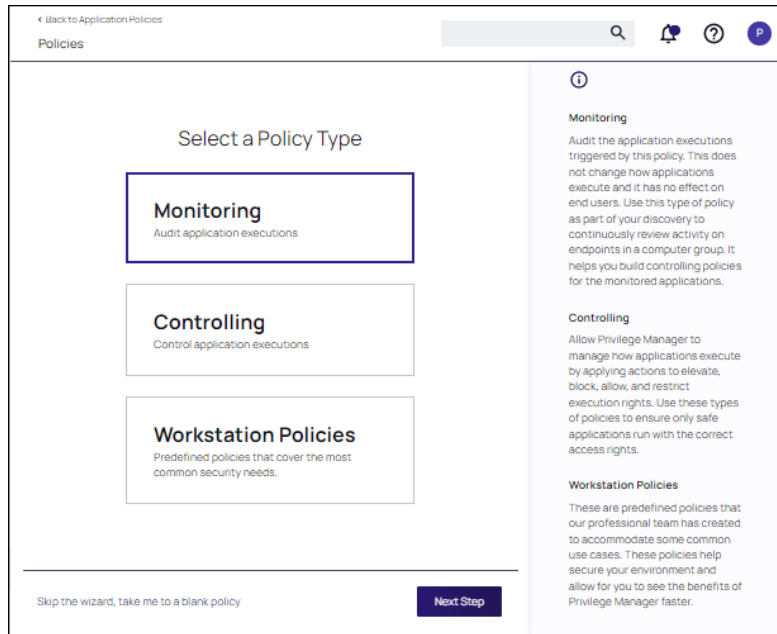 < Back to Application Policies
Policies
P
Select a Policy Type
Monitoring
Audit application executions
Controlling
Control application executions
Workstation Policies
Predefined policies that cover the most
common security needs.
Skip the wizard, take me to a blank policy
Next Step
Monitoring
Audit the application executions
triggered by this policy. This does
not change how applications
execute and it has no effect on
end users. Use this type of policy
as part of your discovery to
continuously review activity on
endpoints in a computer group. It
helps you build controlling policies
for the monitored applications.
Controlling
Allow Privilege Manager to
manage how applications execute
by applying actions to elevate,
block, allow, and restrict
execution rights. Use these types
of policies to ensure only safe
applications run with the correct
access rights.
Workstation Policies
These are predefined policies that
our professional team has created
to accommodate some common
use cases. These policies help
secure your environment and
allow for you to see the benefits of
Privilege Manager faster.